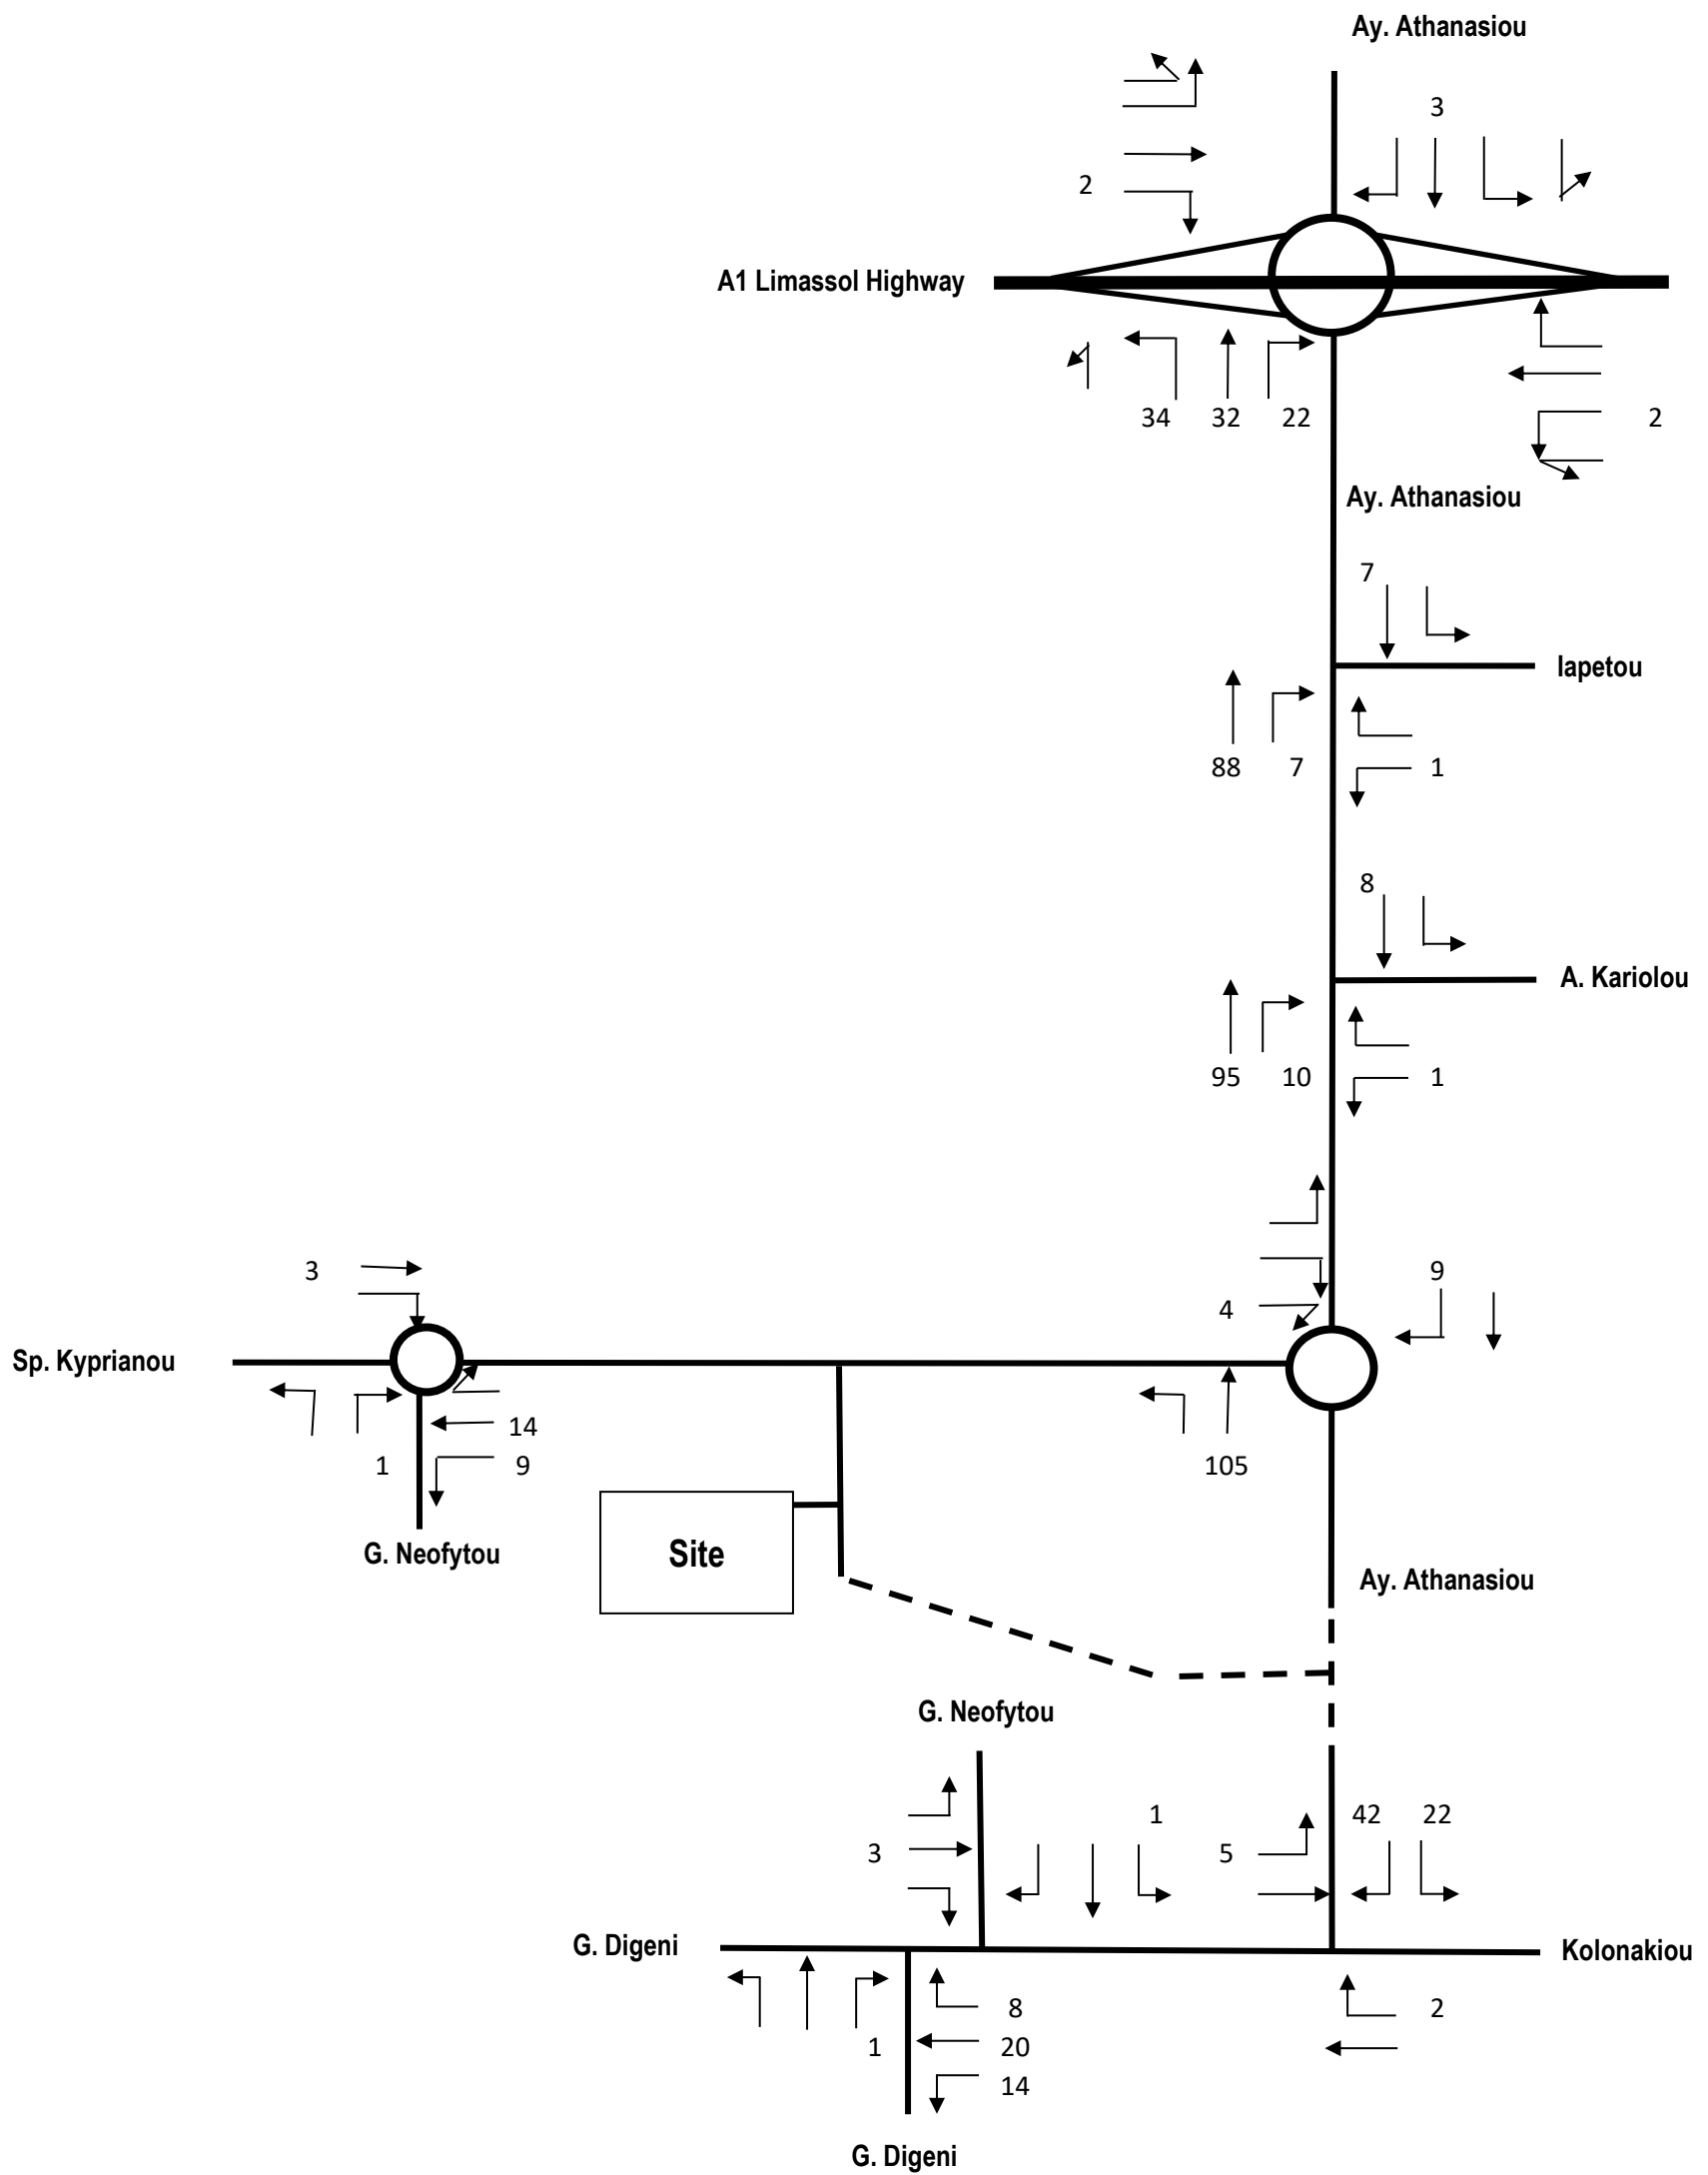 Ay. Athanasiou
3
2
A1 Limassol Highway
34 32 22
2
Ay. Athanasiou
7
Iapetou
88 7 1
8
A. Kariolou
95 10 1
3
9
4
Sp. Kyprianou
14
1 9
105
G. Neofytou
Site
Ay. Athanasiou
G. Neofytou
1
42 22
3
5
G. Digeni
Kolonakiou
8
2
1 20
14
G. Digeni